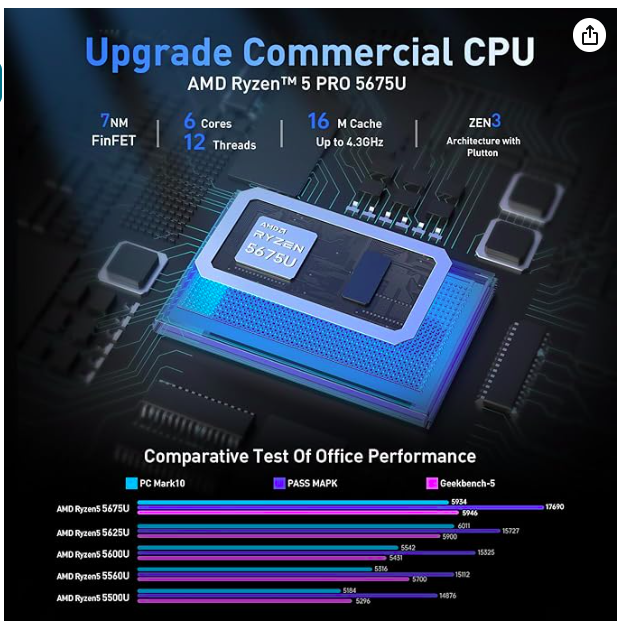 Upgrade Commercial CPU
AMD Ryzen™ 5 PRO 5675U
7NM
FinFET
6 Cores
12 Threads
16 M Cache
Up to 4.3GHz
ZEN3
Architecture with
Plutton
AMD
RYZEN
5675U
Comparative Test Of Office Performance
PC Mark10
PASS MAPK
Geekbench-5
AMD Ryzen5 5675U
5934
17690
5946
AMD Ryzen5 5625U
6011
15727
5900
AMD Ryzen5 5600U
5542
15325
5431
AMD Ryzen5 5560U
5316
15112
5700
AMD Ryzen5 5500U
5184
14876
5296